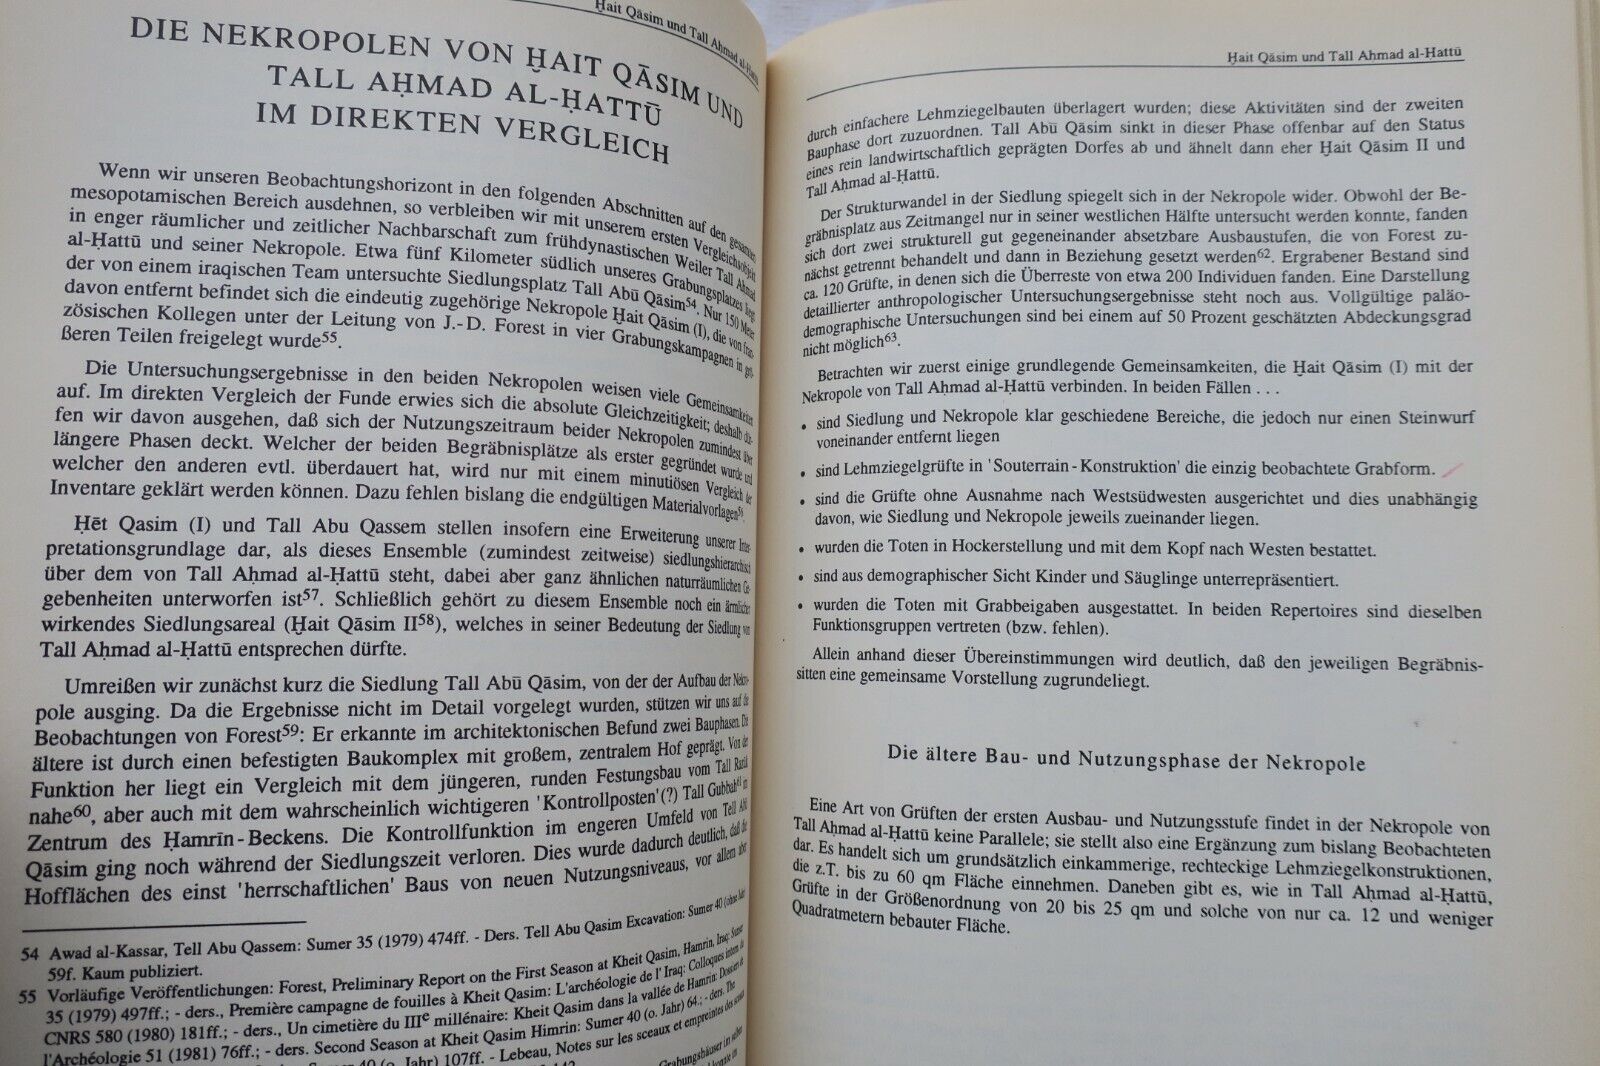 Ḫait Qāsim und Tall Aḥmad al-Ḥattū
DIE NEKROPOLEN VON ḪAIT QĀSIM UND
TALL AḤMAD AL-ḤATTŪ
IM DIREKTEN VERGLEICH
Wenn wir unseren Beobachtungshorizont in den folgenden Abschnitten auf den gesamten
mesopotamischen Bereich ausdehnen, so verbleiben wir mit unserem ersten Vergleichsobjekt
in enger räumlicher und zeitlicher Nachbarschaft zum frühdynastischen Weiler Tall Aḥmad
al-Ḥattū und seiner Nekropole. Etwa fünf Kilometer südlich unseres Grabungsplatzes liegt
der von einem iraqischen Team untersuchte Siedlungsplatz Tall Abū Qāsim⁵⁴. Nur 150 Meter
davon entfernt befindet sich die eindeutig zugehörige Nekropole Ḫait Qāsim (I), die von fran-
zösischen Kollegen unter der Leitung von J.-D. Forest in vier Grabungskampagnen in grö-
ßeren Teilen freigelegt wurde⁵⁵.
Die Untersuchungsergebnisse in den beiden Nekropolen weisen viele Gemeinsamkeiten
auf. Im direkten Vergleich der Funde erwies sich die absolute Gleichzeitigkeit; deshalb dür-
fen wir davon ausgehen, daß sich der Nutzungszeitraum beider Nekropolen zumindest über
längere Phasen deckt. Welcher der beiden Begräbnisplätze als erster gegründet wurde und
welcher den anderen evtl. überdauert hat, wird nur mit einem minutiösen Vergleich der
Inventare geklärt werden können. Dazu fehlen bislang die endgültigen Materialvorlagen⁵⁶.
Ḥēt Qasim (I) und Tall Abu Qassem stellen insofern eine Erweiterung unserer Inter-
pretationsgrundlage dar, als dieses Ensemble (zumindest zeitweise) siedlungshierarchisch
über dem von Tall Aḥmad al-Ḥattū steht, dabei aber ganz ähnlichen naturräumlichen Ge-
gebenheiten unterworfen ist⁵⁷. Schließlich gehört zu diesem Ensemble noch ein ärmlicher
wirkendes Siedlungsareal (Ḫait Qāsim II⁵⁸), welches in seiner Bedeutung der Siedlung von
Tall Aḥmad al-Ḥattū entsprechen dürfte.
Umreißen wir zunächst kurz die Siedlung Tall Abū Qāsim, von der der Aufbau der Nekro-
pole ausging. Da die Ergebnisse nicht im Detail vorgelegt wurden, stützen wir uns auf die
Beobachtungen von Forest⁵⁹: Er erkannte im architektonischen Befund zwei Bauphasen. Die
ältere ist durch einen befestigten Baukomplex mit großem, zentralem Hof geprägt. Von der
Funktion her liegt ein Vergleich mit dem jüngeren, runden Festungsbau vom Tall
nahe⁶⁰, aber auch mit dem wahrscheinlich wichtigeren 'Kontrollposten'(?) Tall Gubbah⁶¹ in
Zentrum des Ḥamrīn-Beckens. Die Kontrollfunktion im engeren Umfeld von Tell Abū
Qāsim ging noch während der Siedlungszeit verloren. Dies wurde dadurch deutlich, daß die
Hofflächen des einst 'herrschaftlichen' Baus von neuen Nutzungsniveaus, vor allem aber
54 Awad al-Kassar, Tell Abu Qassem: Sumer 35 (1979) 474ff. - Ders. Tell Abu Qasim Excavation: Sumer 40 (ohne Jahr)
59f. Kaum publiziert.
55 Vorläufige Veröffentlichungen: Forest, Preliminary Report on the First Season at Kheit Qasim, Hamrin, Iraq: Sumer
35 (1979) 497ff.; - ders., Première campagne de fouilles à Kheit Qasim: L'archéologie de l' Iraq: Colloques intern. du
CNRS 580 (1980) 181ff.; - ders., Un cimetière du IIIᵉ millénaire: Kheit Qasim dans la vallée de Hamrin: Dossiers de
l'Archéologie 51 (1981) 76ff.; - ders. Second Season at Kheit Qasim Himrin: Sumer 40 (o. Jahr) 64.; - ders. The
Sumer 40 (o. Jahr) 107ff. - Lebeau, Notes sur les sceaux et empreintes des sceaux
Grabungshäuser in
Ḫait Qāsim und Tall Aḥmad al-Ḥattū
durch einfachere Lehmziegelbauten überlagert wurden; diese Aktivitäten sind der zweiten
Bauphase dort zuzuordnen. Tall Abū Qāsim sinkt in dieser Phase offenbar auf den Status
eines rein landwirtschaftlich geprägten Dorfes ab und ähnelt dann eher Ḫait Qāsim II und
Tall Aḥmad al-Ḥattū.
Der Strukturwandel in der Siedlung spiegelt sich in der Nekropole wider. Obwohl der Be-
gräbnisplatz aus Zeitmangel nur in seiner westlichen Hälfte untersucht werden konnte, fanden
sich dort zwei strukturell gut gegeneinander absetzbare Ausbaustufen, die von Forest zu-
nächst getrennt behandelt und dann in Beziehung gesetzt werden⁶². Ergrabener Bestand sind
ca. 120 Grüfte, in denen sich die Überreste von etwa 200 Individuen fanden. Eine Darstellung
detaillierter anthropologischer Untersuchungsergebnisse steht noch aus. Vollgültige paläo-
demographische Untersuchungen sind bei einem auf 50 Prozent geschätzten Abdeckungsgrad
nicht möglich⁶³.
Betrachten wir zuerst einige grundlegende Gemeinsamkeiten, die Ḫait Qāsim (I) mit der
Nekropole von Tall Aḥmad al-Ḥattū verbinden. In beiden Fällen . . .
• sind Siedlung und Nekropole klar geschiedene Bereiche, die jedoch nur einen Steinwurf
voneinander entfernt liegen
• sind Lehmziegelgrüfte in 'Souterrain-Konstruktion' die einzig beobachtete Grabform.
• sind die Grüfte ohne Ausnahme nach Westsüdwesten ausgerichtet und dies unabhängig
davon, wie Siedlung und Nekropole jeweils zueinander liegen.
• wurden die Toten in Hockerstellung und mit dem Kopf nach Westen bestattet.
• sind aus demographischer Sicht Kinder und Säuglinge unterrepräsentiert.
• wurden die Toten mit Grabbeigaben ausgestattet. In beiden Repertoires sind dieselben
Funktionsgruppen vertreten (bzw. fehlen).
Allein anhand dieser Übereinstimmungen wird deutlich, daß den jeweiligen Begräbnis-
sitten eine gemeinsame Vorstellung zugrundeliegt.
Die ältere Bau- und Nutzungsphase der Nekropole
Eine Art von Grüften der ersten Ausbau- und Nutzungsstufe findet in der Nekropole von
Tall Aḥmad al-Ḥattū keine Parallele; sie stellt also eine Ergänzung zum bislang Beobachteten
dar. Es handelt sich um grundsätzlich einkammerige, rechteckige Lehmziegelkonstruktionen,
die z.T. bis zu 60 qm Fläche einnehmen. Daneben gibt es, wie in Tall Aḥmad al-Ḥattū,
Grüfte in der Größenordnung von 20 bis 25 qm und solche von nur ca. 12 und weniger
Quadratmetern bebauter Fläche.